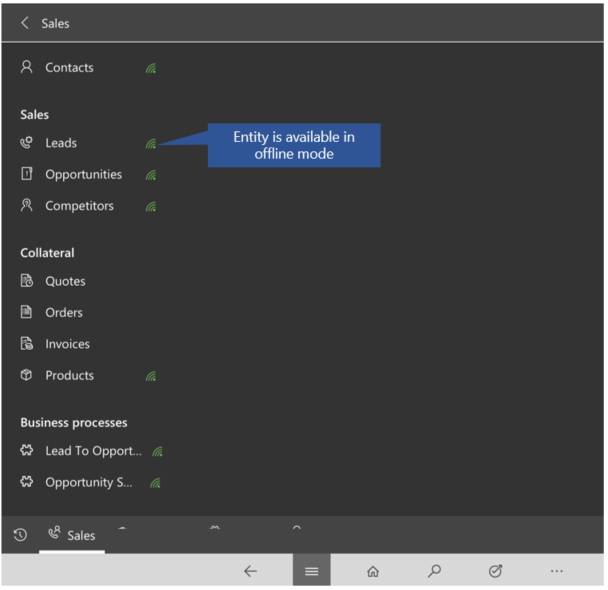 Sales
Contacts
Sales
Leads
Entity is available in
offline mode
Opportunities
Competitors
Collateral
Quotes
Orders
Invoices
Products
Business processes
Lead To Opport...
Opportunity S...
Sales